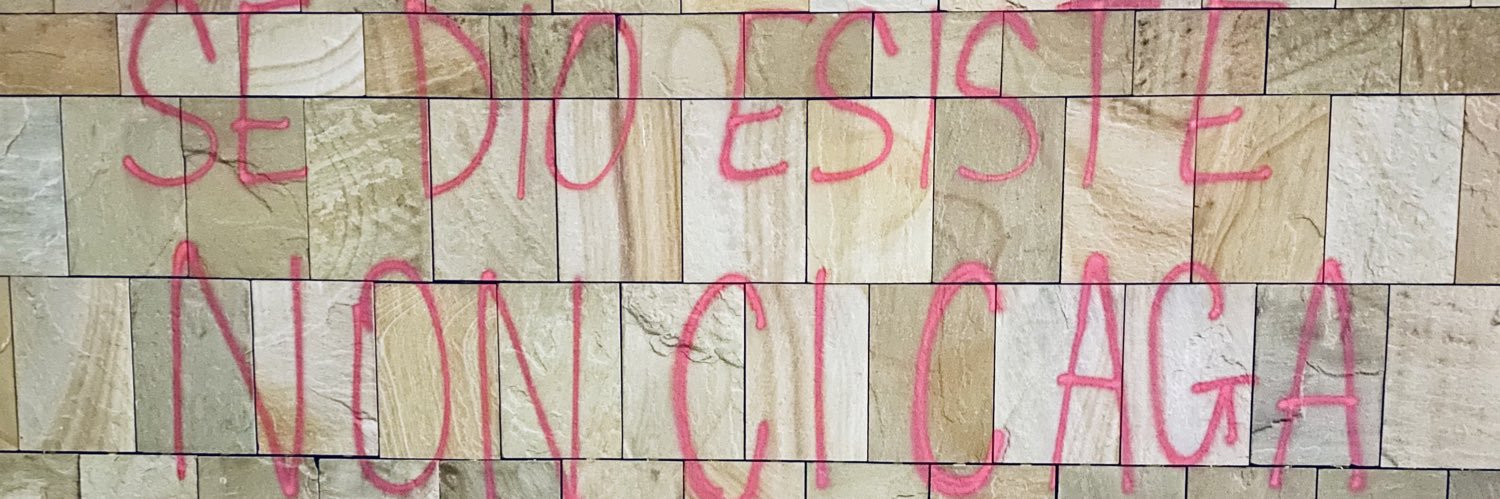 SE DIO ESISTE
NON CI CAGA